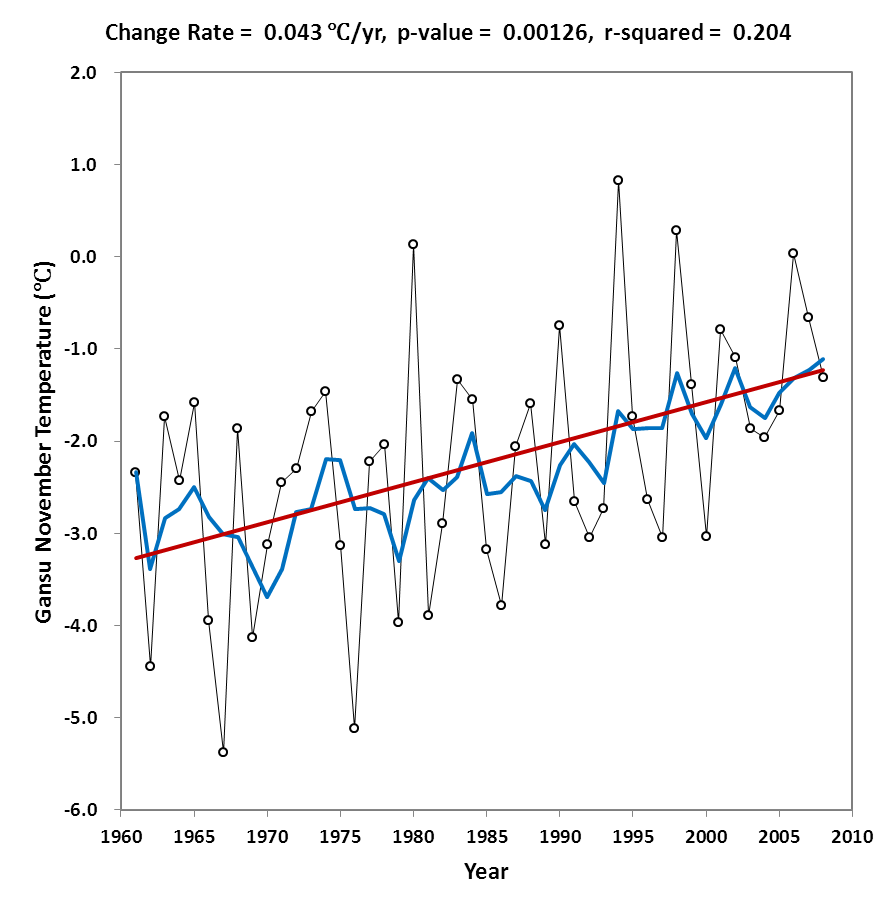 Change Rate = 0.043 ℃/yr, p-value = 0.00126, r-squared = 0.204
2.0
1.0
0.0
-1.0
-2.0
-3.0
-4.0
-5.0
-6.0
Gansu November Temperature (℃)
1960 1965 1970 1975 1980 1985 1990 1995 2000 2005 2010
Year